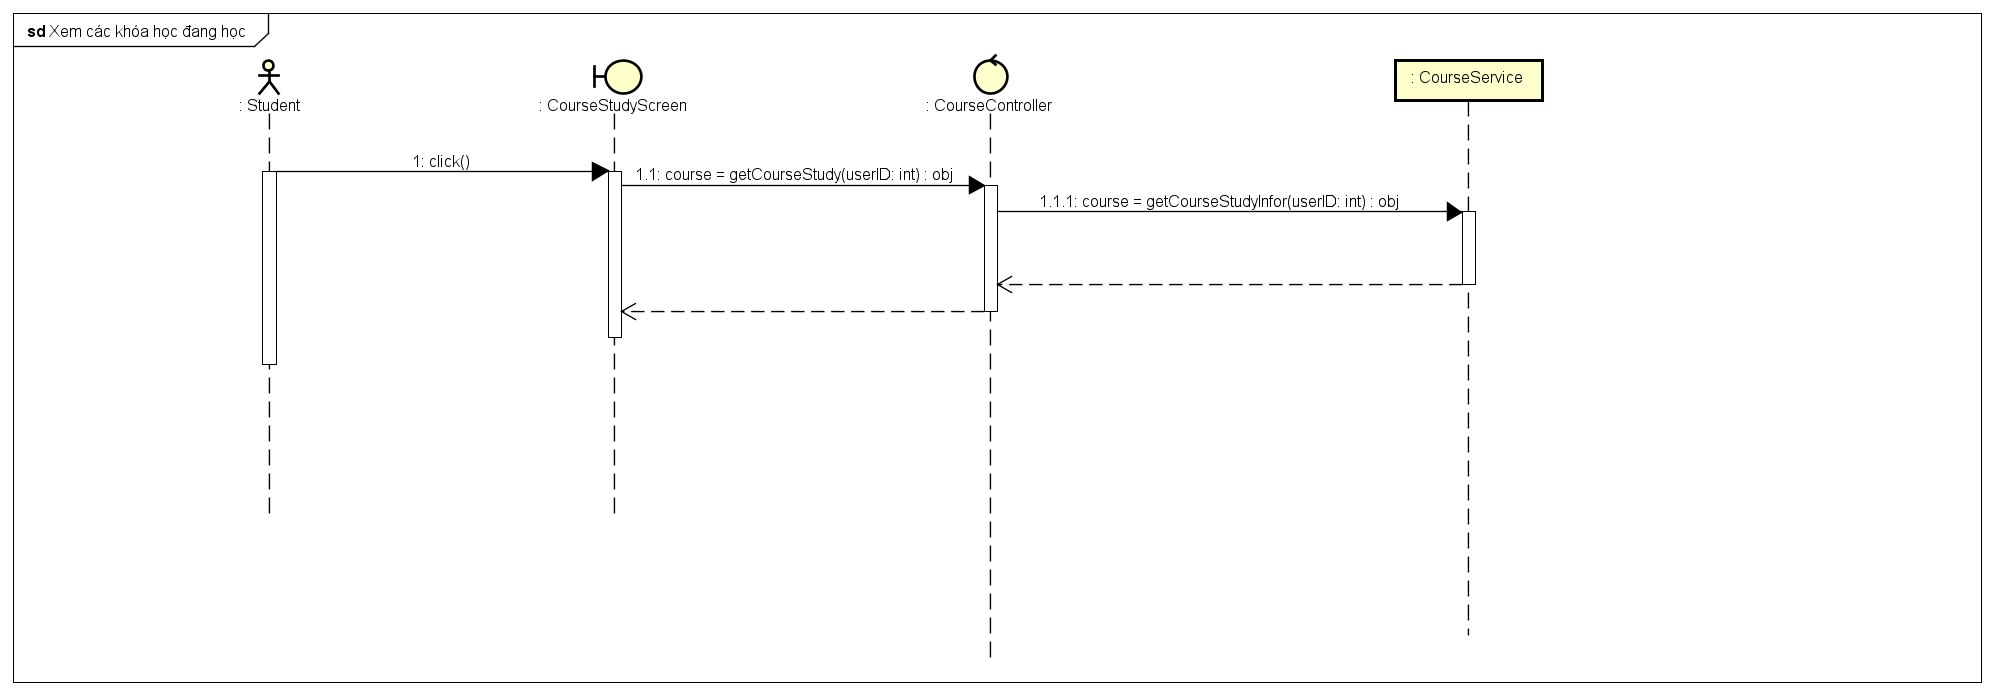 sd Xem các khóa học đang học
: Student
: CourseStudyScreen
: CourseController
: CourseService
1: click()
1.1: course = getCourseStudy(userID: int) : obj
1.1.1: course = getCourseStudyInfor(userID: int) : obj